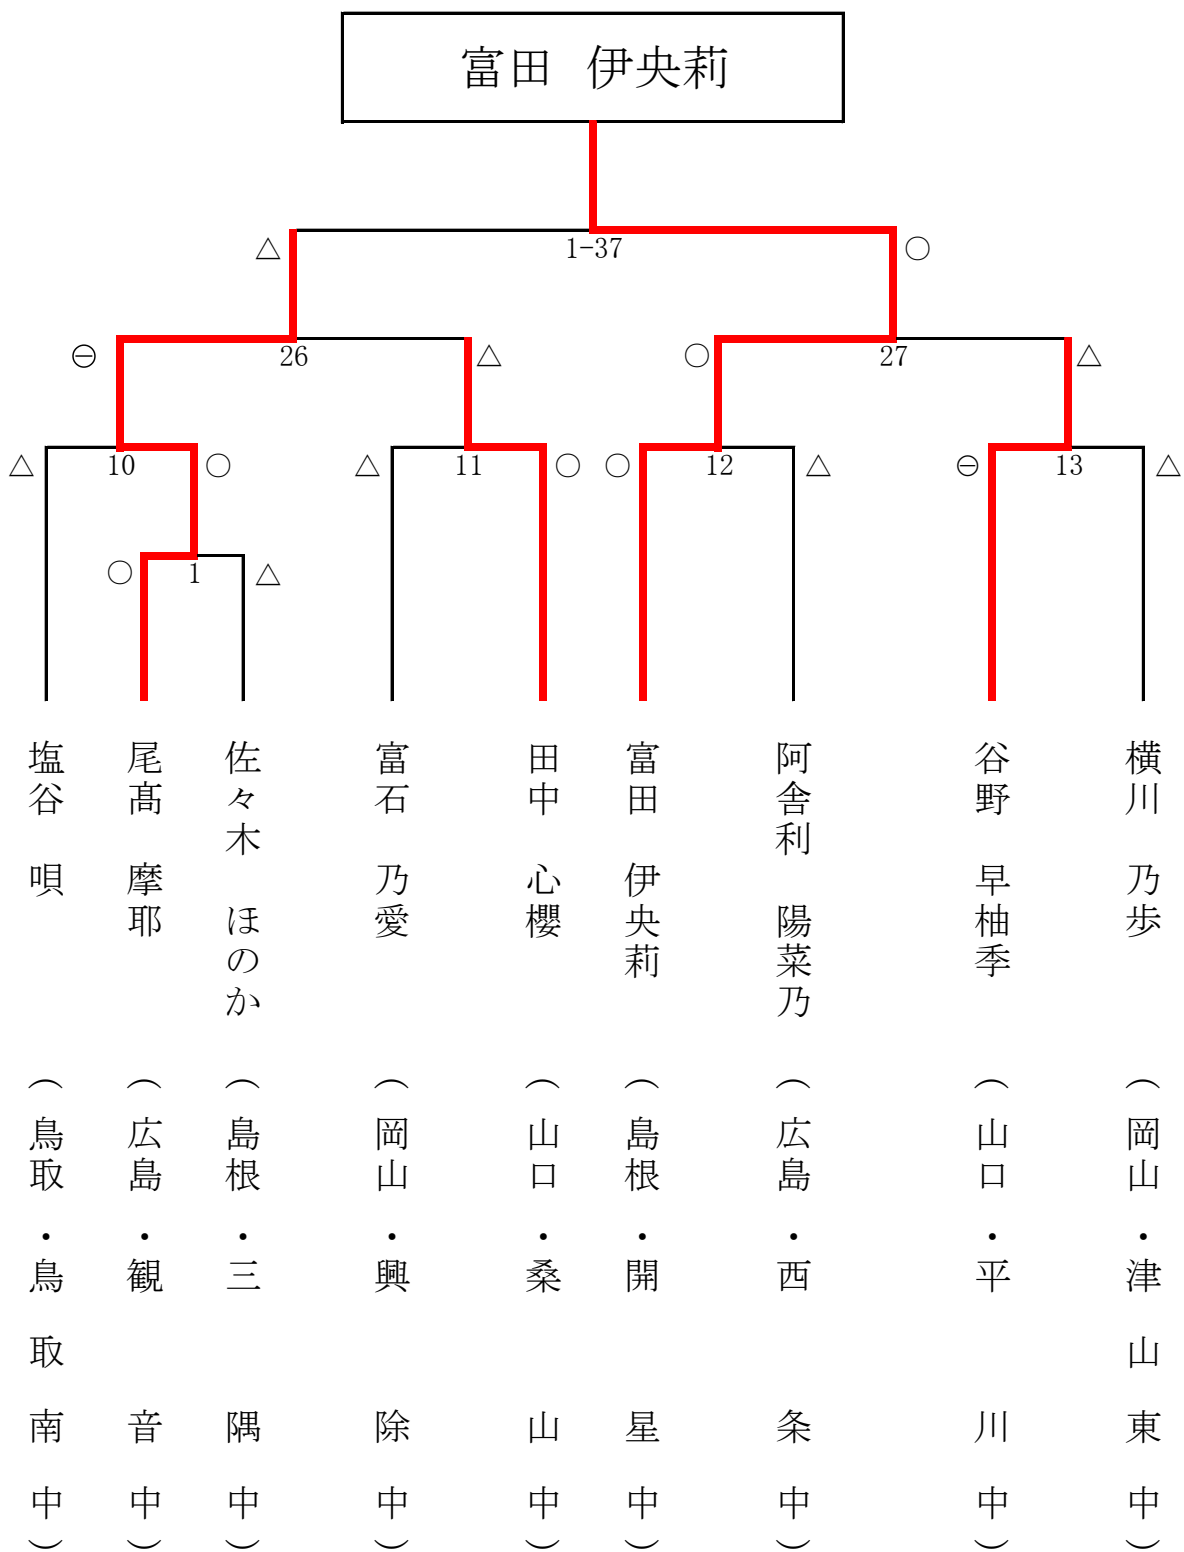 富田 伊央莉
△ 1-37 ○
⊖ 26 △ ○ 27 △
△ 10 ○ △ 11 ○ ○ 12 △ ⊖ 13 △
○ 1 △
塩谷 唄 (鳥取・鳥取南中)
尾髙 摩耶 (広島・観音中)
佐々木 ほのか (島根・三隅中)
富石 乃愛 (岡山・興除中)
田中 心櫻 (山口・桑山中)
富田 伊央莉 (島根・開星中)
阿舎利 陽菜乃 (広島・西条中)
谷野 早柚季 (山口・平川中)
横川 乃歩 (岡山・津山東中)